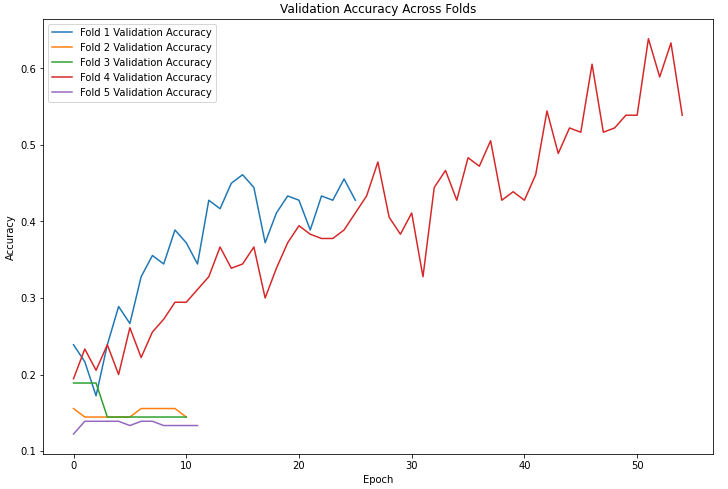 Validation Accuracy Across Folds
Fold 1 Validation Accuracy
Fold 2 Validation Accuracy
Fold 3 Validation Accuracy
Fold 4 Validation Accuracy
Fold 5 Validation Accuracy
0.6
0.5
0.4
0.3
0.2
0.1
Accuracy
0 10 20 30 40 50
Epoch